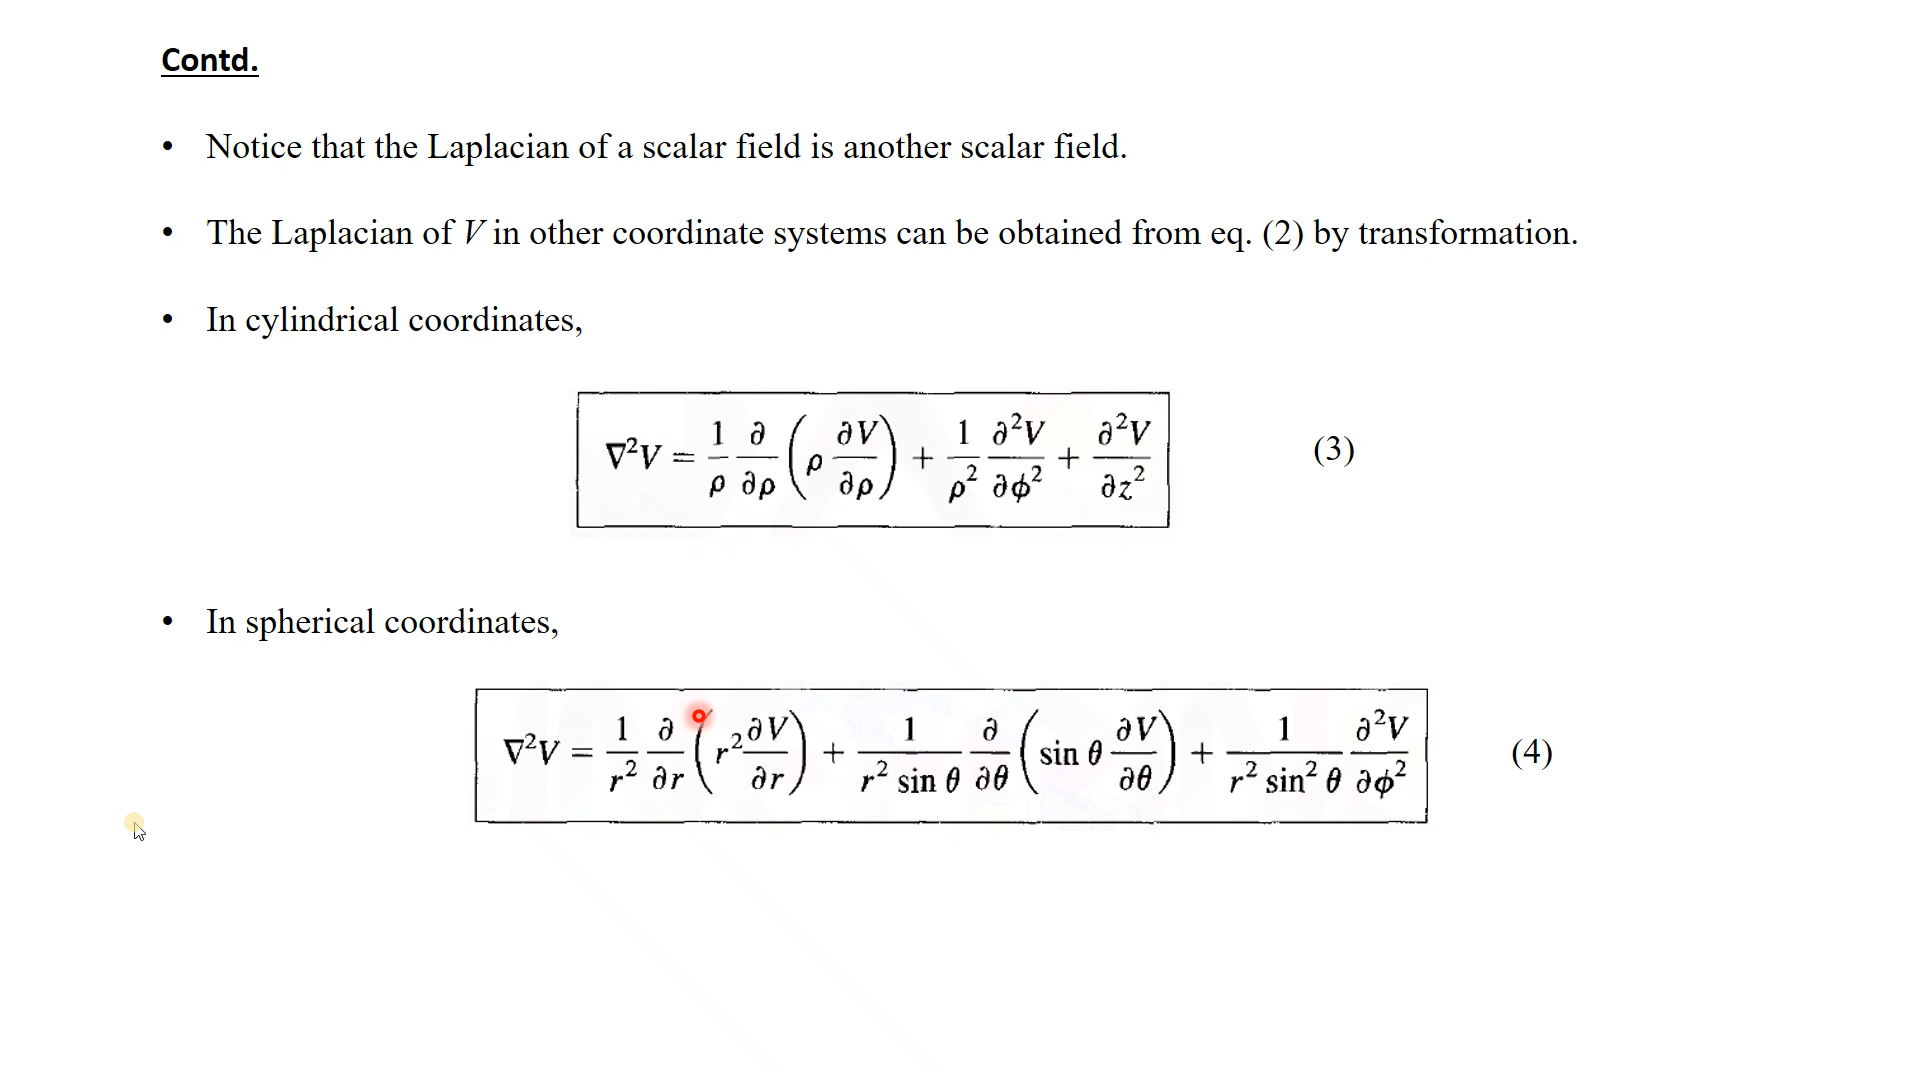 Contd.
• Notice that the Laplacian of a scalar field is another scalar field.
• The Laplacian of V in other coordinate systems can be obtained from eq. (2) by transformation.
• In cylindrical coordinates,
∇²V = 1/ρ ∂/∂ρ (ρ ∂V/∂ρ) + 1/ρ² ∂²V/∂φ² + ∂²V/∂z² (3)
• In spherical coordinates,
∇²V = 1/r² ∂/∂r (r² ∂V/∂r) + 1/(r² sin θ) ∂/∂θ (sin θ ∂V/∂θ) + 1/(r² sin² θ) ∂²V/∂φ² (4)